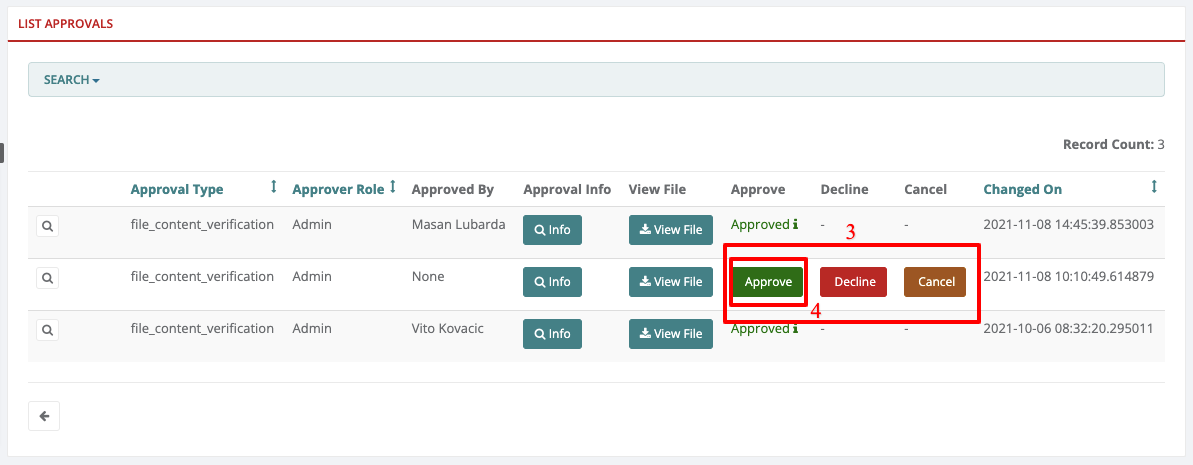 LIST APPROVALS
SEARCH
Record Count: 3
Approval Type Approver Role Approved By Approval Info View File Approve Decline Cancel Changed On
file_content_verification Admin Masan Lubarda Info View File Approved - - 2021-11-08 14:45:39.853003
3
file_content_verification Admin None Info View File Approve Decline Cancel 2021-11-08 10:10:49.614879
4
file_content_verification Admin Vito Kovacic Info View File Approved - - 2021-10-06 08:32:20.295011